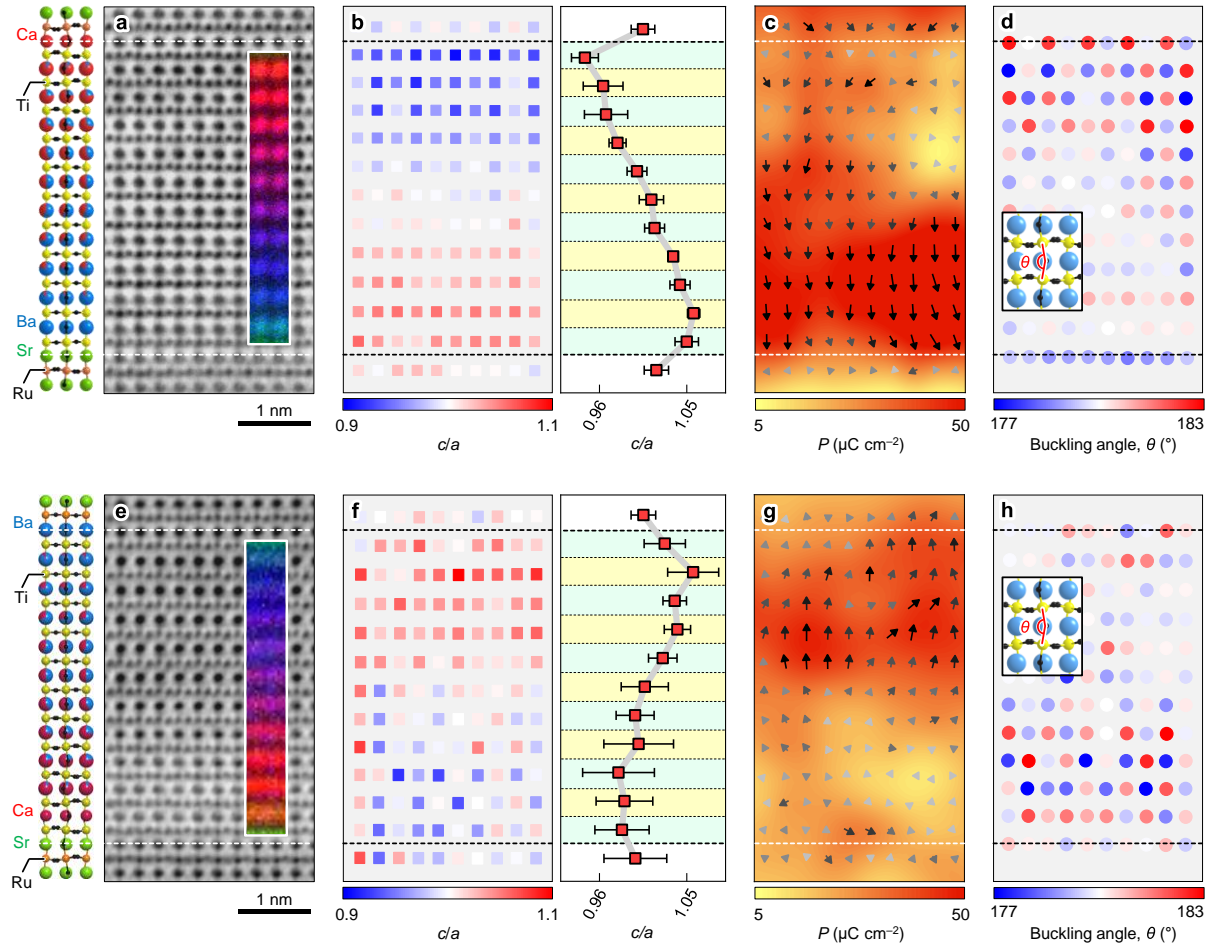 a
b
c
d
Ca
Ti
Ba
Sr
Ru
θ
1 nm
0.9
1.1
c/a
0.96
1.05
c/a
5
50
P (μC cm⁻²)
177
183
Buckling angle, θ (°)
e
f
g
h
Ba
Ti
Ca
Sr
Ru
θ
1 nm
0.9
1.1
c/a
0.96
1.05
c/a
5
50
P (μC cm⁻²)
177
183
Buckling angle, θ (°)